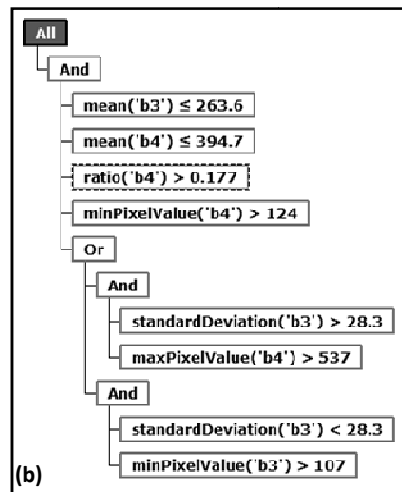 All
And
mean('b3') ≤ 263.6
mean('b4') ≤ 394.7
ratio('b4') > 0.177
minPixelValue('b4') > 124
Or
And
standardDeviation('b3') > 28.3
maxPixelValue('b4') > 537
And
standardDeviation('b3') < 28.3
minPixelValue('b3') > 107
(b)